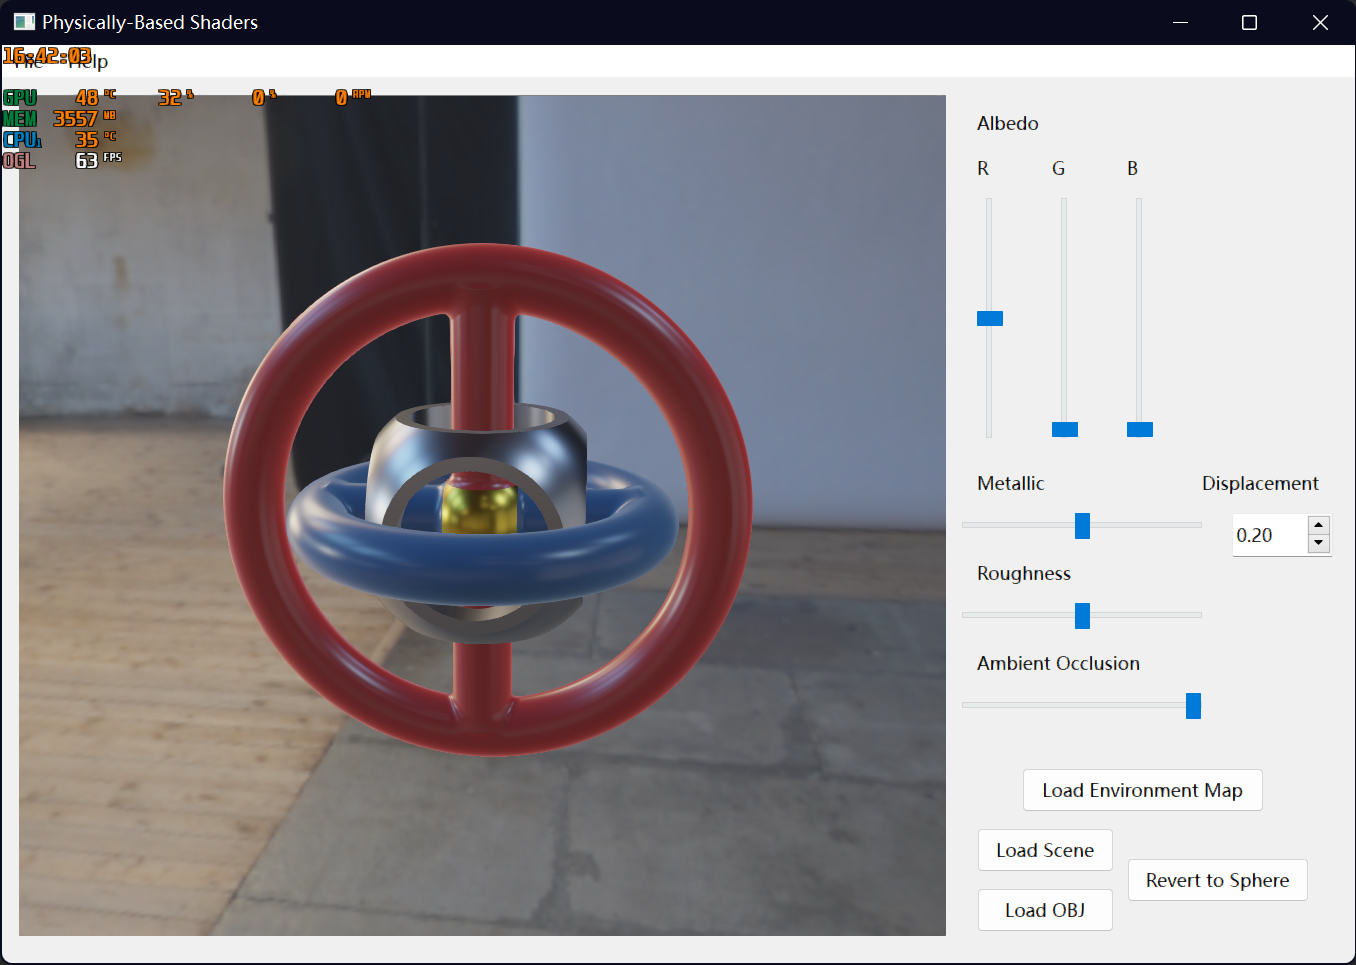 Physically-Based Shaders
16:42:03
File Help
GPU 48 °C 32 % 0 % 0 RPM
MEM 3557 MB
CPU1 35 °C
OGL 63 FPS
Albedo
R G B
Metallic Displacement
0.20
Roughness
Ambient Occlusion
Load Environment Map
Load Scene
Revert to Sphere
Load OBJ